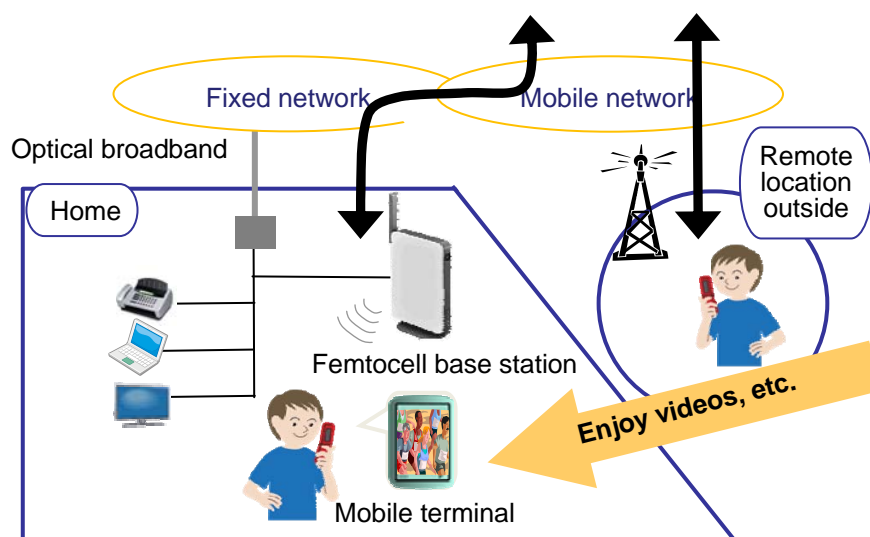 Fixed network
Mobile network
Optical broadband
Remote
location
outside
Home
Femtocell base station
Enjoy videos, etc.
Mobile terminal